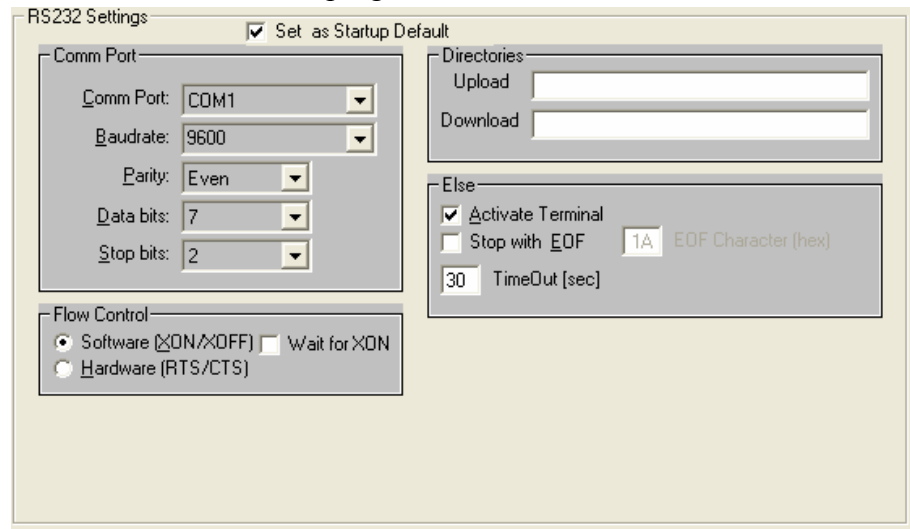 RS232 Settings
Set as Startup Default
Comm Port
Comm Port: COM1
Baudrate: 9600
Parity: Even
Data bits: 7
Stop bits: 2
Flow Control
Software (XON/XOFF) Wait for XON
Hardware (RTS/CTS)
Directories
Upload
Download
Else
Activate Terminal
Stop with EOF 1A EOF Character (hex)
30 TimeOut [sec]